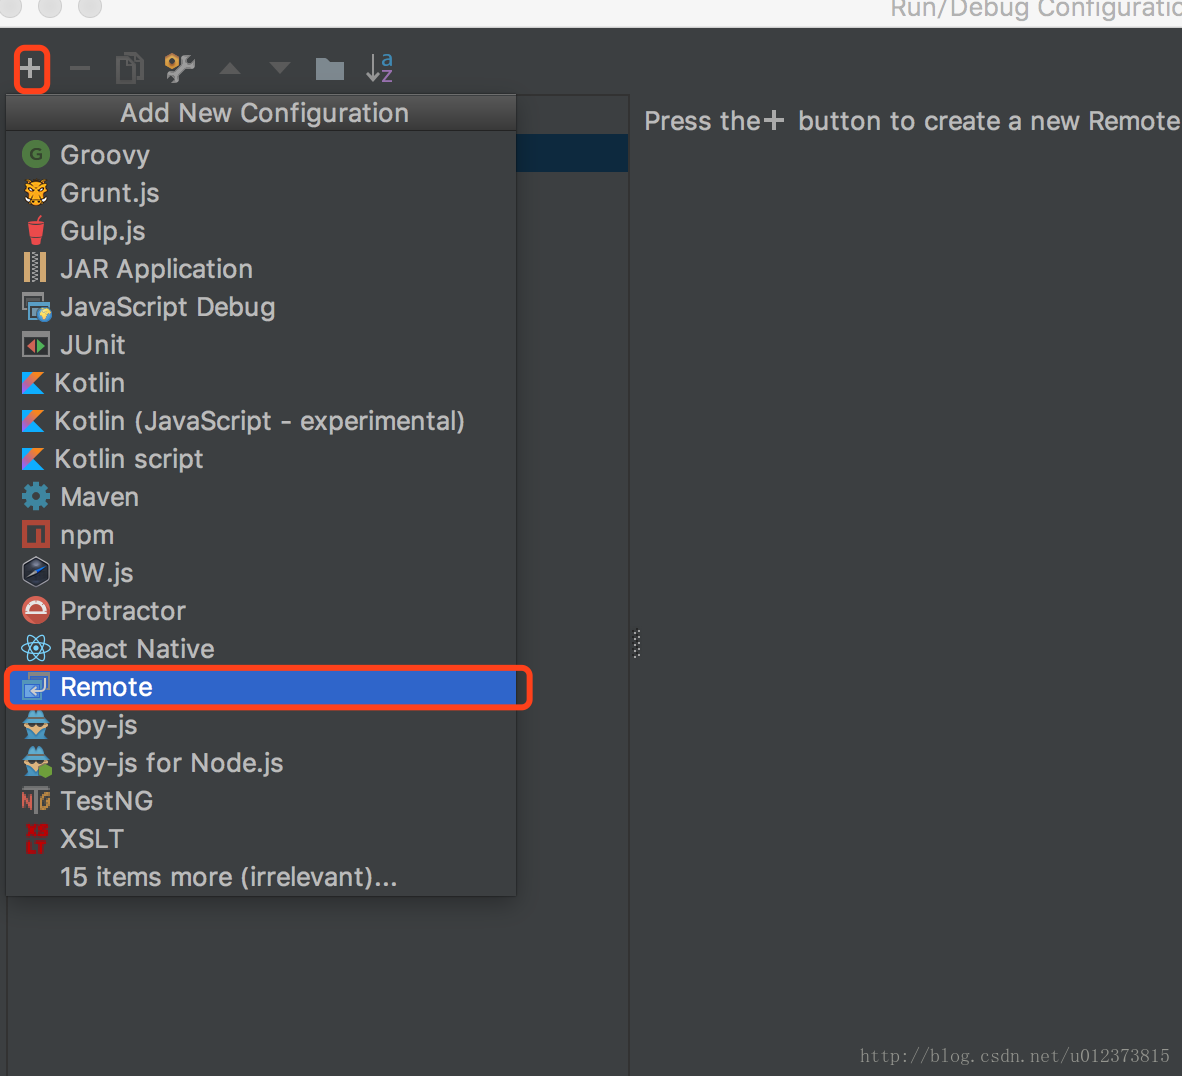 Run/Debug Configuratio
Add New Configuration
Press the + button to create a new Remote
Groovy
Grunt.js
Gulp.js
JAR Application
JavaScript Debug
JUnit
Kotlin
Kotlin (JavaScript - experimental)
Kotlin script
Maven
npm
NW.js
Protractor
React Native
Remote
Spy-js
Spy-js for Node.js
TestNG
XSLT
15 items more (irrelevant)...
http://blog.csdn.net/u012373815